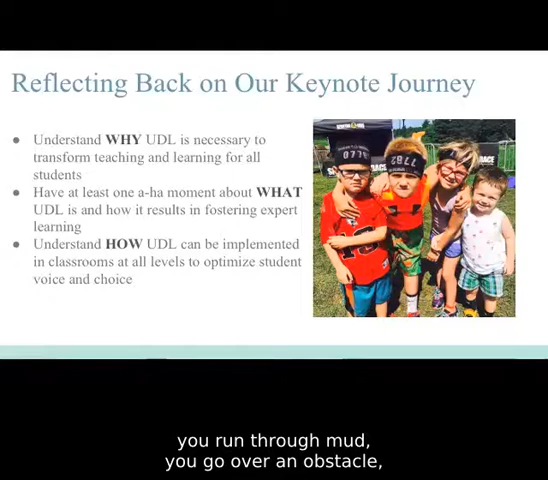 Reflecting Back on Our Keynote Journey
Understand WHY UDL is necessary to
transform teaching and learning for all
students
Have at least one a-ha moment about WHAT
UDL is and how it results in fostering expert
learning
Understand HOW UDL can be implemented
in classrooms at all levels to optimize student
voice and choice
you run through mud,
you go over an obstacle,